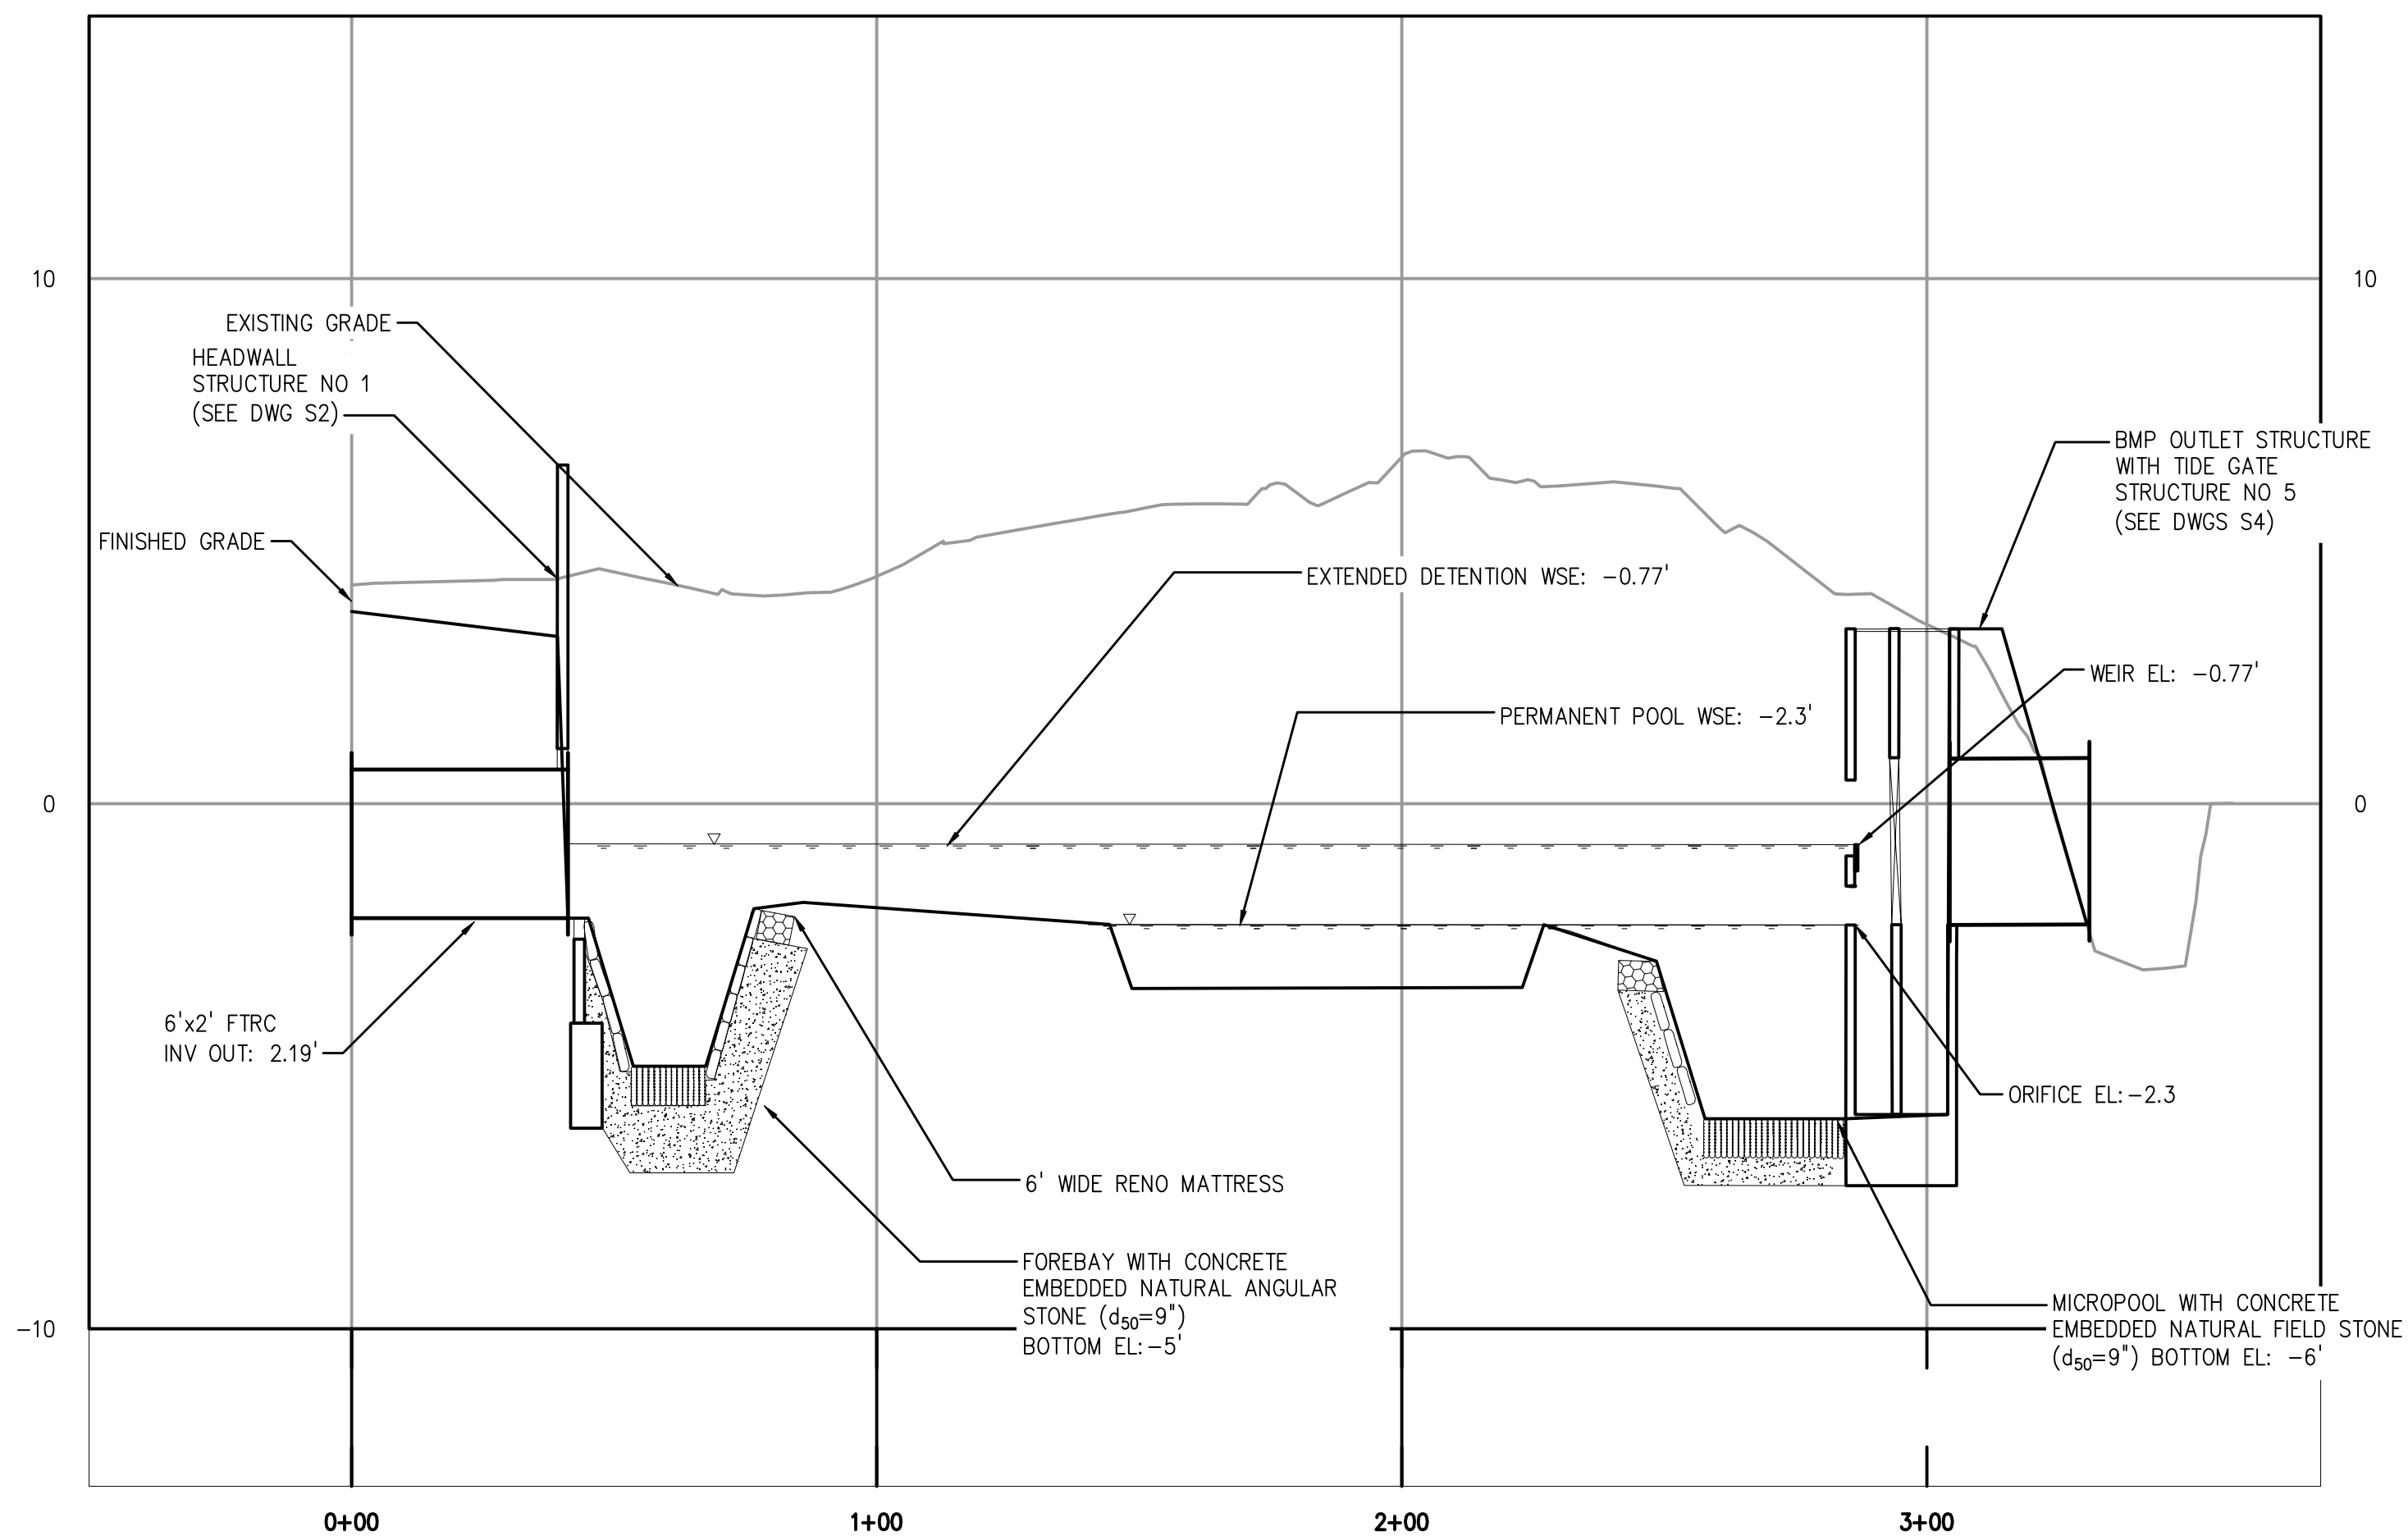 10
10
EXISTING GRADE
HEADWALL
STRUCTURE NO 1
(SEE DWG S2)
BMP OUTLET STRUCTURE
WITH TIDE GATE
STRUCTURE NO 5
(SEE DWGS S4)
FINISHED GRADE
EXTENDED DETENTION WSE: -0.77'
WEIR EL: -0.77'
PERMANENT POOL WSE: -2.3'
0
0
6'x2' FTRC
INV OUT: 2.19'
ORIFICE EL:-2.3
6' WIDE RENO MATTRESS
FOREBAY WITH CONCRETE
EMBEDDED NATURAL ANGULAR
STONE (d50=9")
BOTTOM EL:-5'
MICROPOOL WITH CONCRETE
EMBEDDED NATURAL FIELD STONE
(d50=9") BOTTOM EL: -6'
-10
0+00
1+00
2+00
3+00